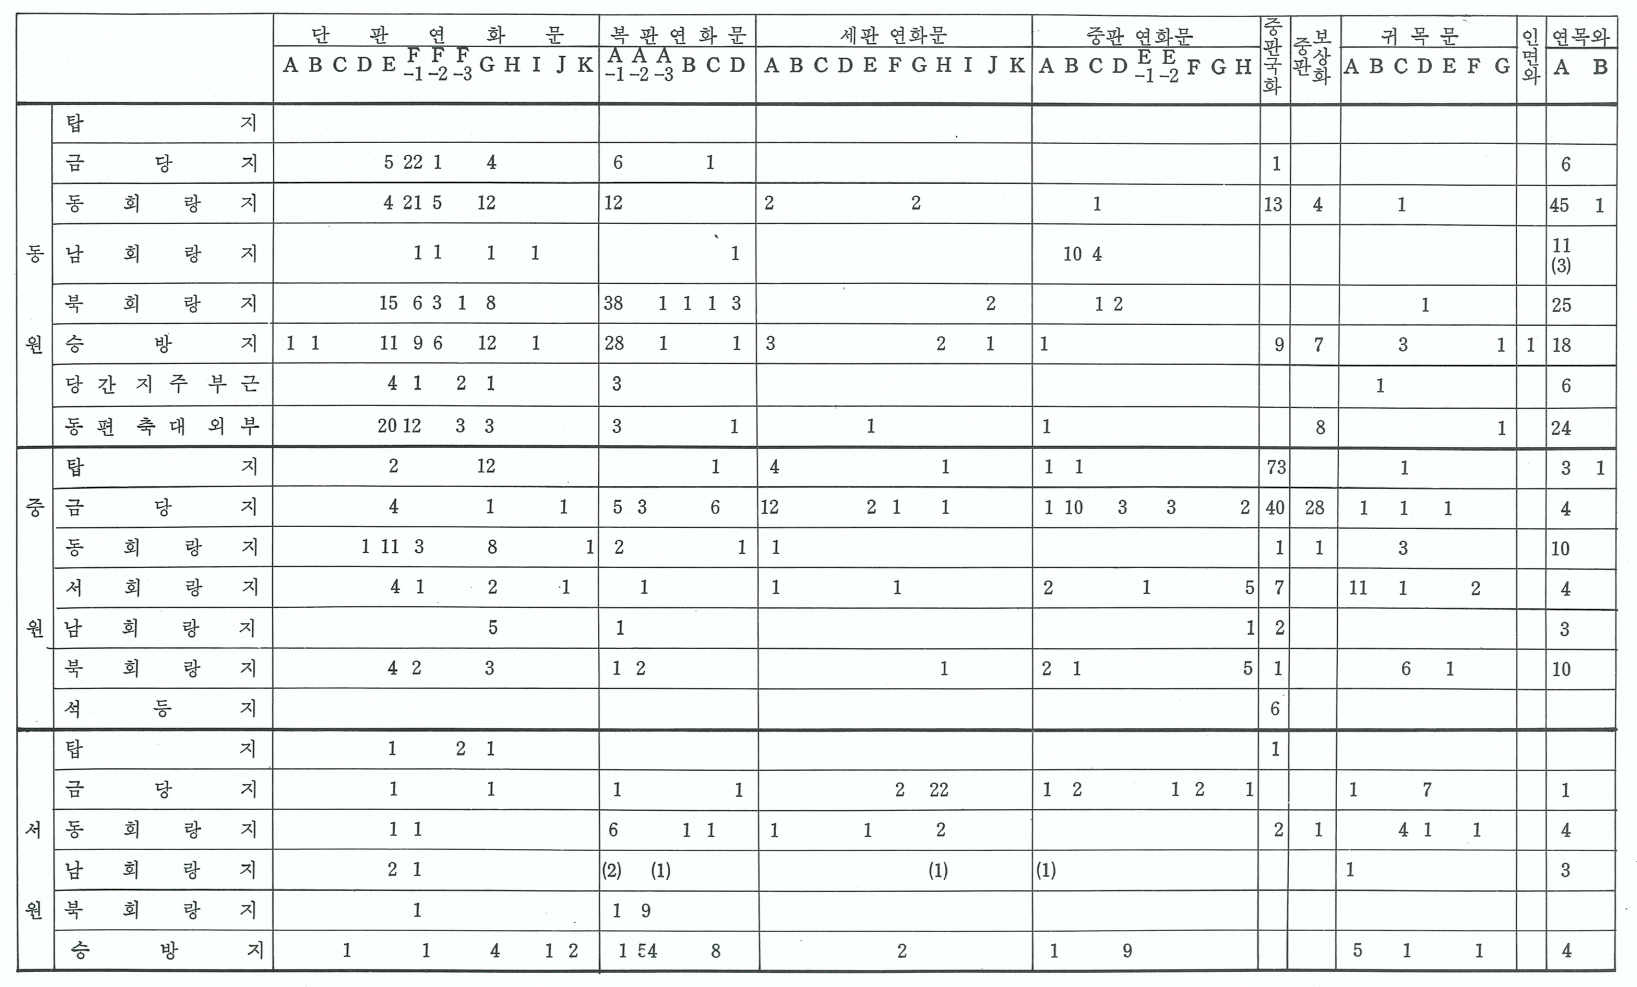 단 판 연 화 문 복 판 연 화 문 세판 연화문 중판 연화문 중판국화 중판 보상화 귀 목 문 인면와 연목와
A B C D E F-1 F-2 F-3 G H I J K A-1 A-2 A-3 B C D A B C D E F G H I J K A B C D E-1 E-2 F G H A B C D E F G A B
동원
탑 지
금 당 지 5 22 1 4 6 1 1 6
동 회 랑 지 4 21 5 12 12 2 2 1 13 4 1 45 1
남 회 랑 지 1 1 1 1 1 10 4 11 (3)
북 회 랑 지 15 6 3 1 8 38 1 1 1 3 2 1 2 1 25
승 방 지 1 1 11 9 6 12 1 28 1 1 3 2 1 1 9 7 3 1 1 18
당 간 지 주 부 근 4 1 2 1 3 1 6
동 편 축 대 외 부 20 12 3 3 3 1 1 1 8 1 24
중원
탑 지 2 12 1 4 1 1 1 73 1 3 1
금 당 지 4 1 1 5 3 6 12 2 1 1 1 10 3 3 2 40 28 1 1 1 4
동 회 랑 지 1 11 3 8 1 2 1 1 1 1 3 10
서 회 랑 지 4 1 2 1 1 1 1 2 1 5 7 11 1 2 4
남 회 랑 지 5 1 1 2 3
북 회 랑 지 4 2 3 1 2 1 2 1 5 1 6 1 10
석 등 지 6
서원
탑 지 1 2 1 1
금 당 지 1 1 1 1 2 22 1 2 1 2 1 1 7 1
동 회 랑 지 1 1 6 1 1 1 1 2 2 1 4 1 1 4
남 회 랑 지 2 1 (2) (1) (1) (1) 1 3
북 회 랑 지 1 1 9
승 방 지 1 1 4 1 2 1 54 8 2 1 9 5 1 1 4